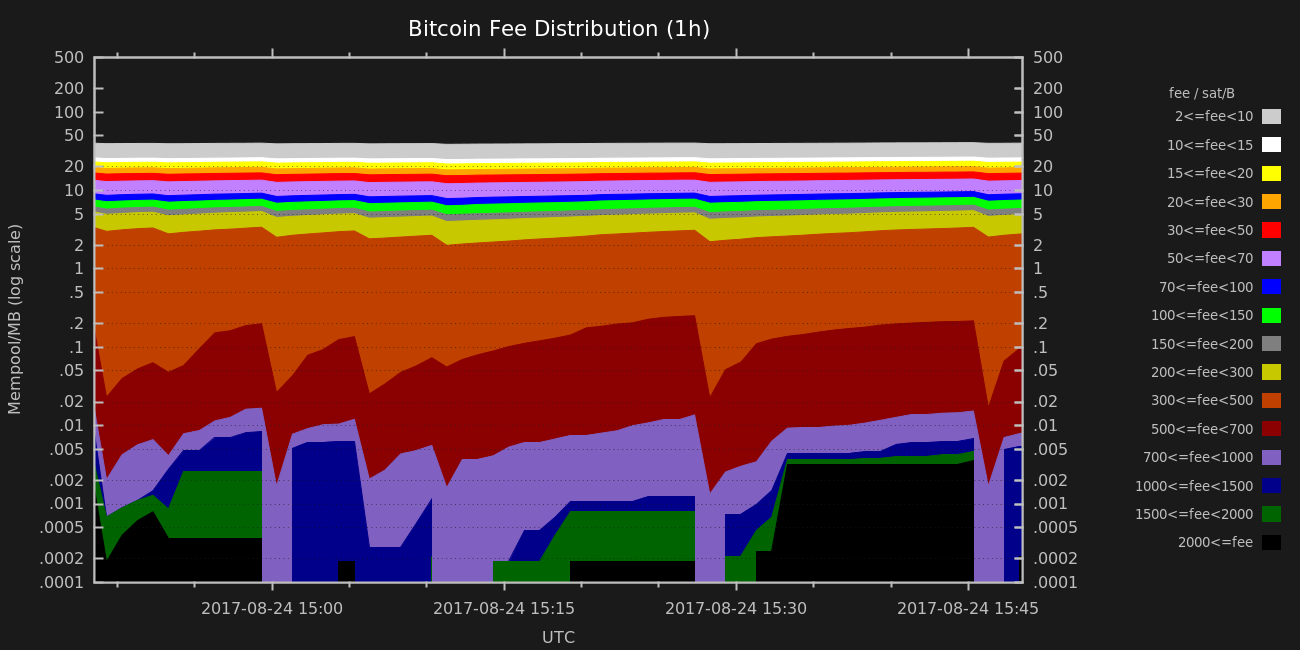 Bitcoin Fee Distribution (1h)
500
200
100
50
20
10
5
2
1
.5
.2
.1
.05
.02
.01
.005
.002
.001
.0005
.0002
.0001
Mempool/MB (log scale)
500
200
100
50
20
10
5
2
1
.5
.2
.1
.05
.02
.01
.005
.002
.001
.0005
.0002
.0001
2017-08-24 15:00
2017-08-24 15:15
2017-08-24 15:30
2017-08-24 15:45
UTC
fee / sat/B
2<=fee<10
10<=fee<15
15<=fee<20
20<=fee<30
30<=fee<50
50<=fee<70
70<=fee<100
100<=fee<150
150<=fee<200
200<=fee<300
300<=fee<500
500<=fee<700
700<=fee<1000
1000<=fee<1500
1500<=fee<2000
2000<=fee